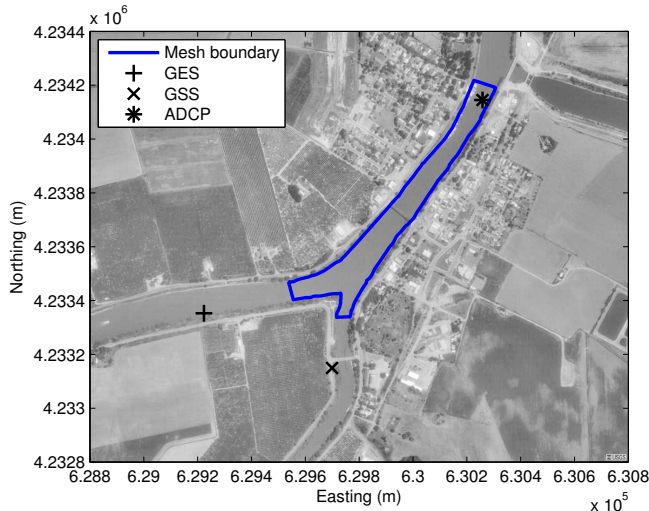 x 10^6
4.2344
4.2342
4.234
4.2338
4.2336
4.2334
4.2332
4.233
4.2328
Northing (m)
Mesh boundary
GES
GSS
ADCP
USGS
6.288 6.29 6.292 6.294 6.296 6.298 6.3 6.302 6.304 6.306 6.308
Easting (m)
x 10^5